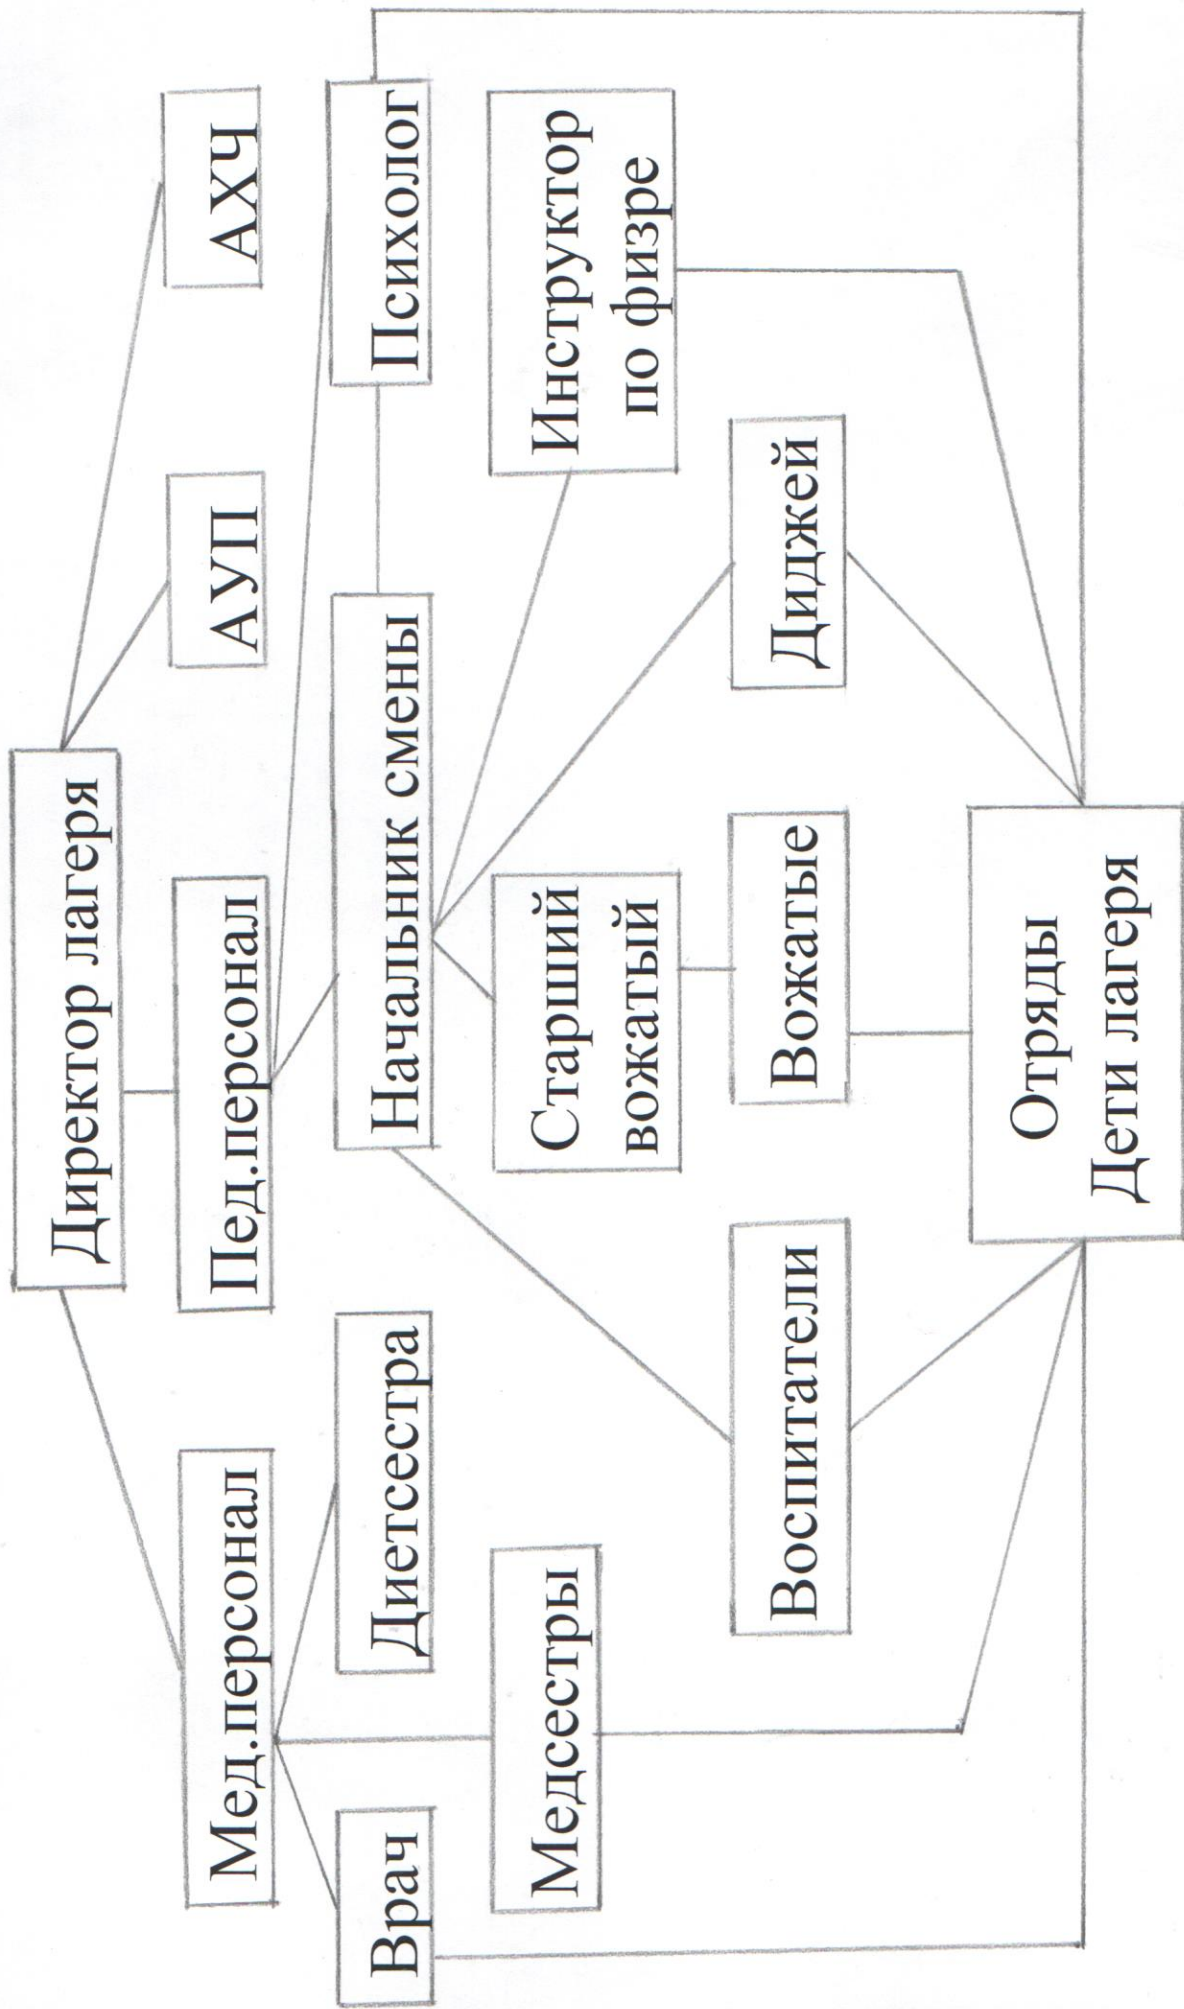 Директор лагеря
Мед.персонал
Пед.персонал
АУП
АХЧ
Врач
Диетсестра
Начальник смены
Психолог
Медсестры
Старший
вожатый
Инструктор
по физре
Воспитатели
Вожатые
Диджей
Отряды
Дети лагеря